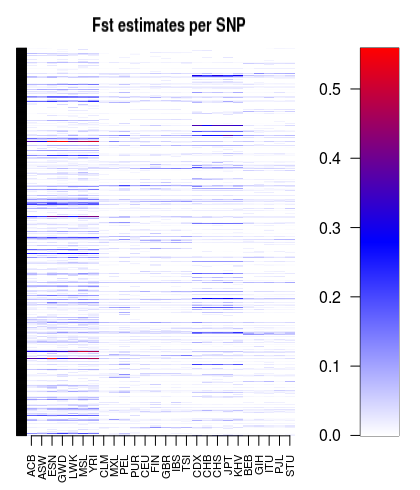 Fst estimates per SNP
0.5
0.4
0.3
0.2
0.1
0.0
ACB
ASW
ESN
GWD
LWK
MSL
YRI
CLM
MXL
PEL
PUR
CEU
FIN
GBR
IBS
TSI
CDX
CHB
CHS
JPT
KHV
BEB
GIH
ITU
PJL
STU